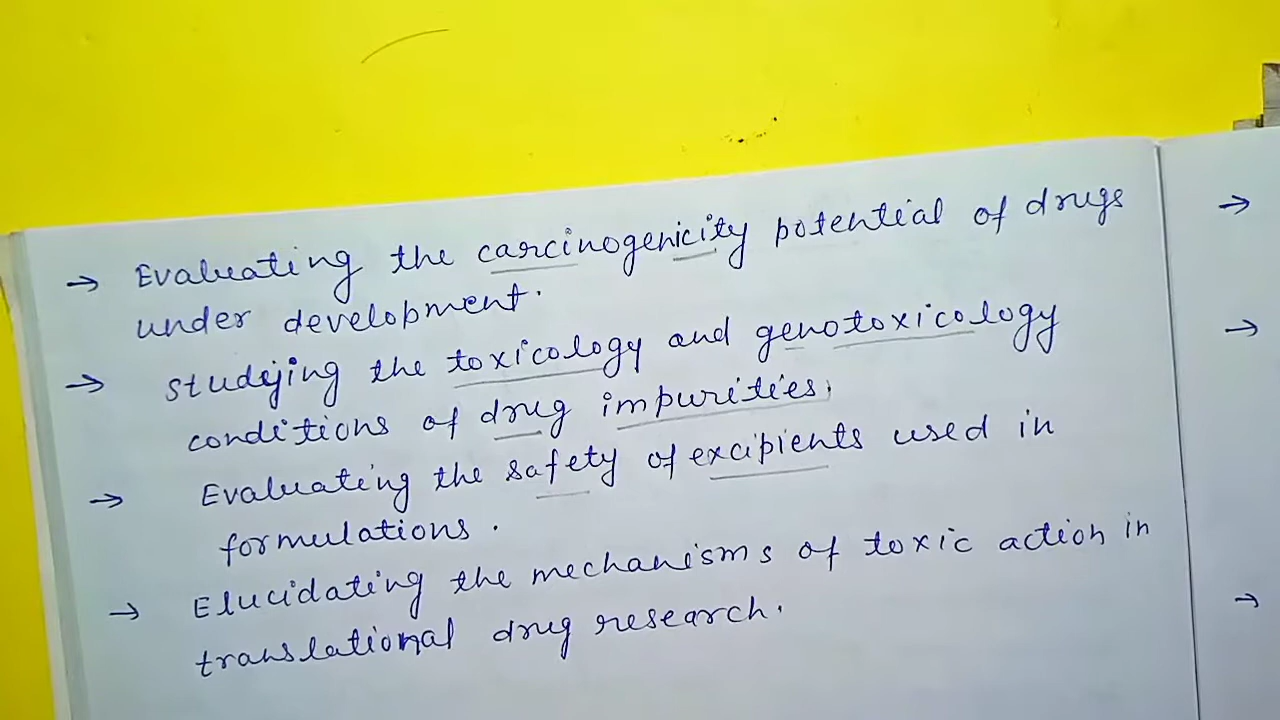 → Evaluating the carcinogenicity potential of drugs
under development.
→ studying the toxicology and genotoxicology
conditions of drug impurities.
→ Evaluating the safety of excipients used in
formulations.
→ Elucidating the mechanisms of toxic action in
translational drug research.
→
→
→